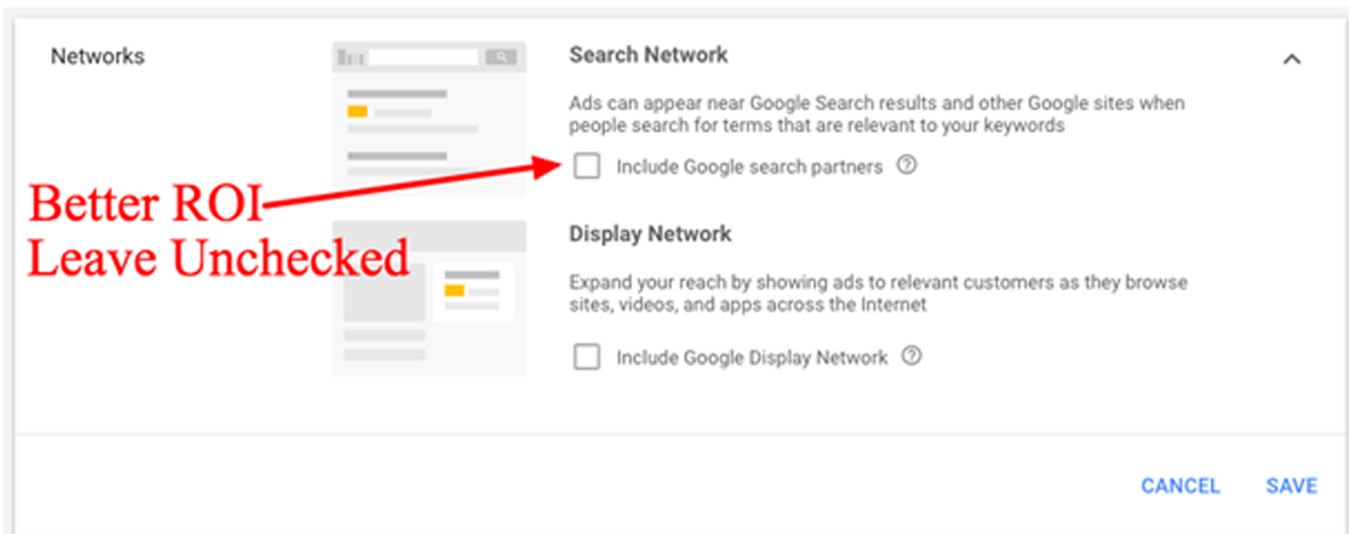 Networks
Search Network
Ads can appear near Google Search results and other Google sites when
people search for terms that are relevant to your keywords
Include Google search partners
Better ROI
Leave Unchecked
Display Network
Expand your reach by showing ads to relevant customers as they browse
sites, videos, and apps across the Internet
Include Google Display Network
CANCEL SAVE